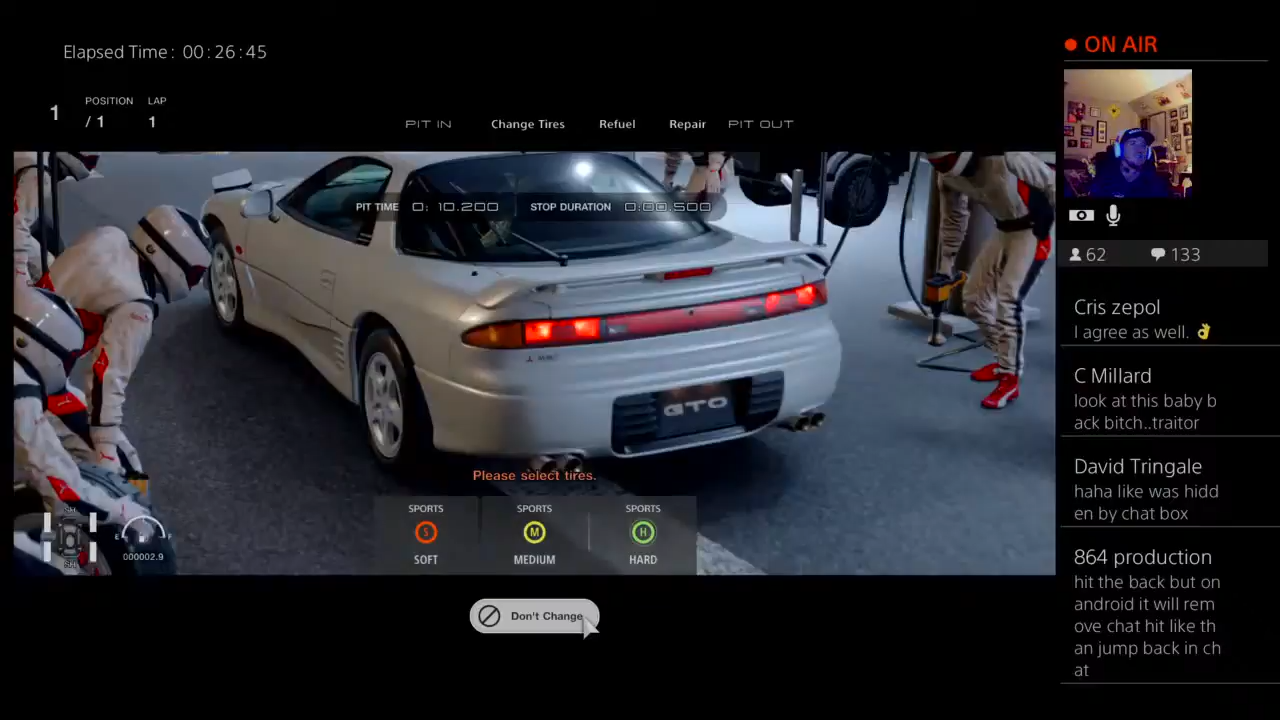 Elapsed Time: 00:26:45
ON AIR
POSITION LAP
1 / 1 1
PIT IN Change Tires Refuel Repair PIT OUT
PIT TIME 0:10.200 STOP DURATION 0:00.500
62 133
Cris zepol
I agree as well. 👌
C Millard
look at this baby b
ack bitch..traitor
David Tringale
haha like was hidd
en by chat box
864 production
hit the back but on
android it will rem
ove chat hit like th
an jump back in ch
at
GTO
Please select tires.
SPORTS SPORTS SPORTS
S M H
SOFT MEDIUM HARD
SH
E F
000002.9
SH
Don't Change